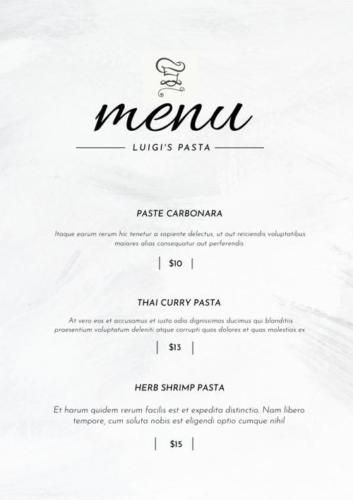 menu
LUIGI'S PASTA
PASTE CARBONARA
Itaque earum rerum hic tenetur a sapiente delectus, ut aut reiciendis voluptatibus
maiores alias consequatur aut perferendis
$10
THAI CURRY PASTA
At vero eos et accusamus et iusto odio dignissimos ducimus qui blanditiis
praesentium voluptatum deleniti atque corrupti quos dolores et quas molestias ex
$13
HERB SHRIMP PASTA
Et harum quidem rerum facilis est et expedita distinctio. Nam libero
tempore, cum soluta nobis est eligendi optio cumque nihil
$15